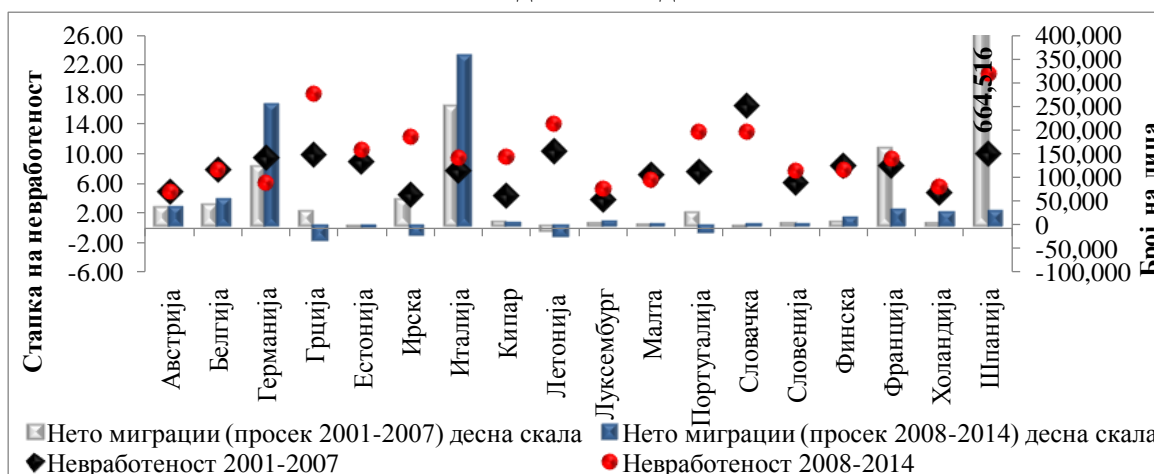 Стапка на невработеност
26.00
22.00
18.00
14.00
10.00
6.00
2.00
-2.00
-6.00
400,000
350,000
300,000
250,000
200,000
150,000
100,000
50,000
0
-50,000
-100,000
Број на лица
664,516
Австрија
Белгија
Германија
Грција
Естонија
Ирска
Италија
Кипар
Летонија
Луксембург
Малта
Португалија
Словачка
Словенија
Финска
Франција
Холандија
Шпанија
Нето миграции (просек 2001-2007) десна скала
Нето миграции (просек 2008-2014) десна скала
Невработеност 2001-2007
Невработеност 2008-2014